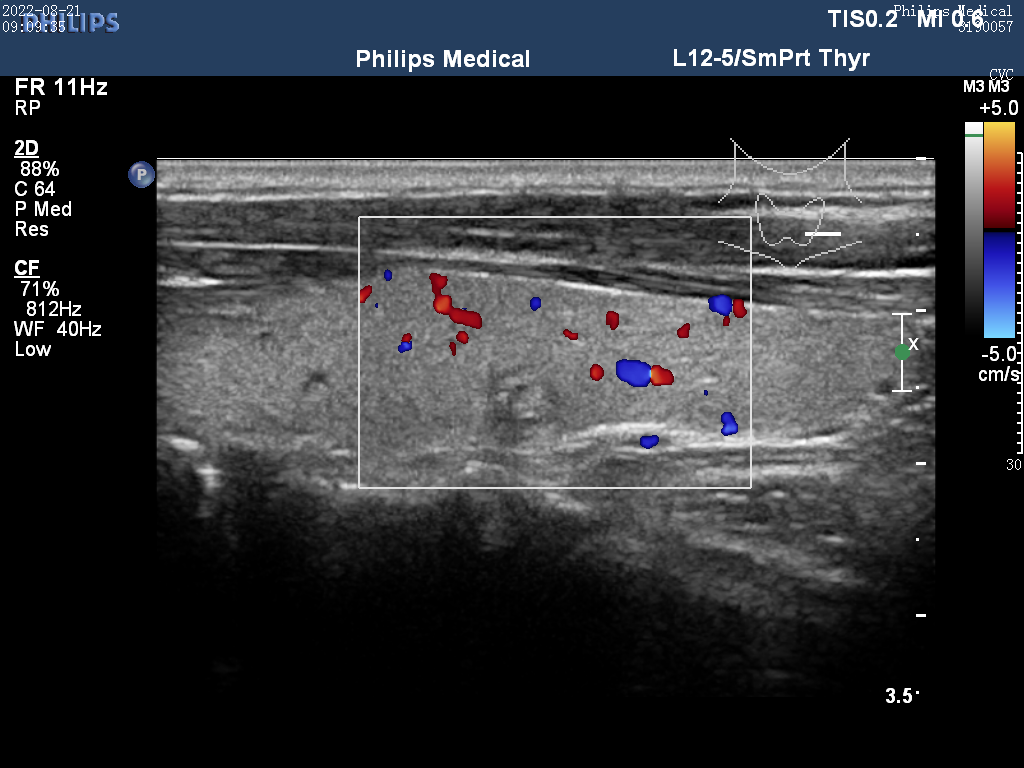 2022-08-21
09:09:35
PHILIPS
TIS0.2 MI 0.6
Philips Medical
3190057
Philips Medical
L12-5/SmPrt Thyr
CVC
FR 11Hz
RP
M3 M3
+5.0
2D
88%
C 64
P Med
Res
P
CF
71%
812Hz
WF 40Hz
Low
x
-5.0
cm/s
30
3.5